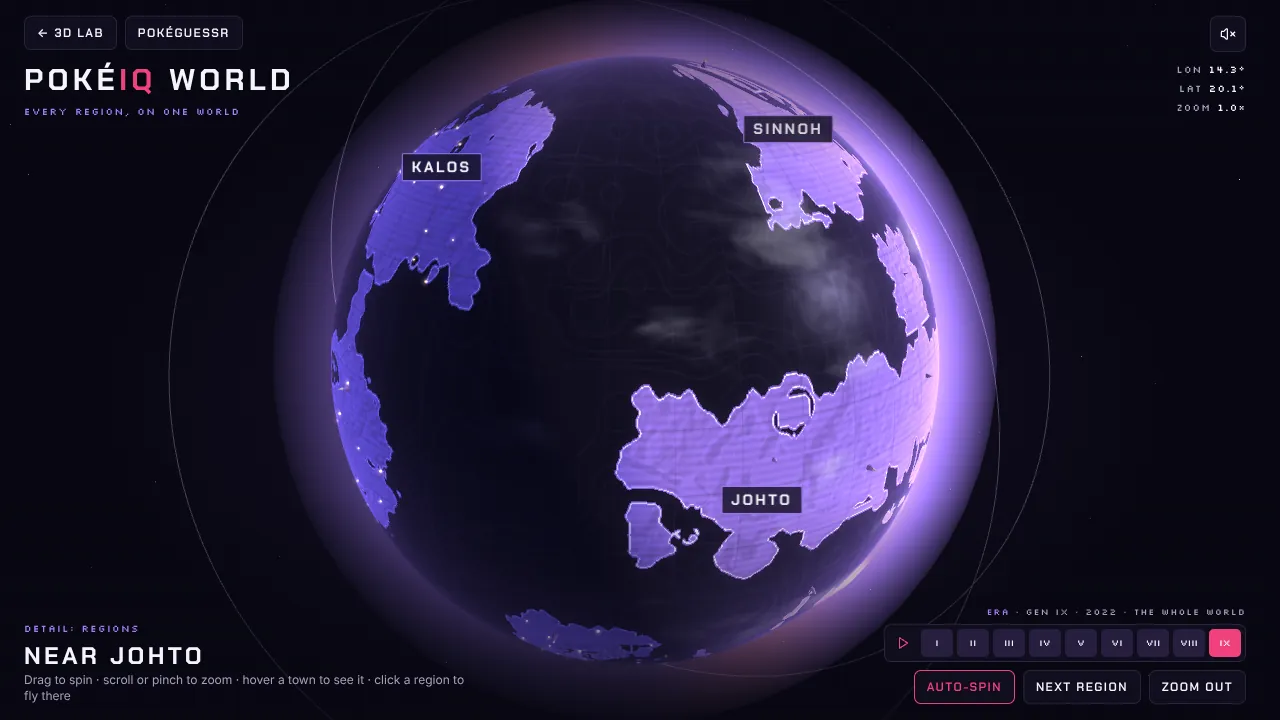 ← 3D LAB
POKÉGUESSR
POKÉIQ WORLD
EVERY REGION, ON ONE WORLD
LON 14.3°
LAT 20.1°
ZOOM 1.0×
SINNOH
KALOS
JOHTO
DETAIL: REGIONS
NEAR JOHTO
Drag to spin · scroll or pinch to zoom · hover a town to see it · click a region to
fly there
ERA · GEN IX · 2022 · THE WHOLE WORLD
I II III IV V VI VII VIII IX
AUTO-SPIN
NEXT REGION
ZOOM OUT